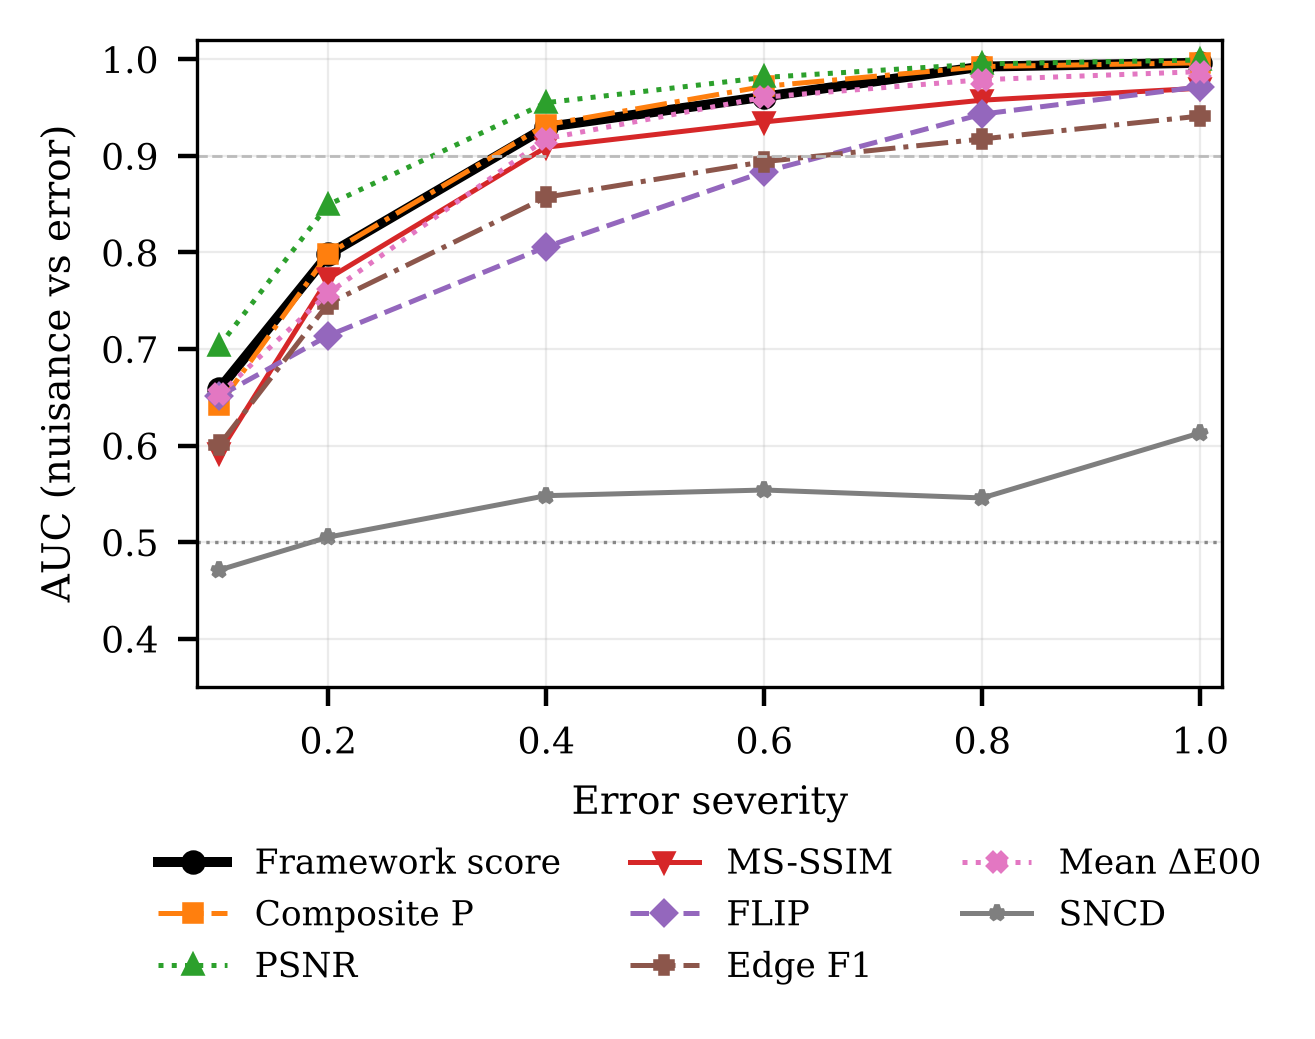 1.0
0.9
0.8
0.7
0.6
0.5
0.4
AUC (nuisance vs error)
0.2 0.4 0.6 0.8 1.0
Error severity
Framework score MS-SSIM Mean ΔE00
Composite P FLIP SNCD
PSNR Edge F1